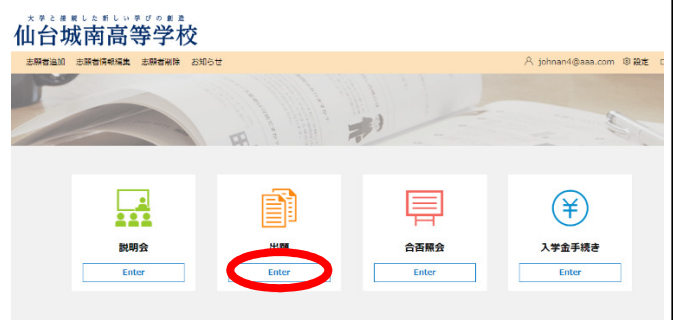 大学と接続した新しい学びの創造
仙台城南高等学校
志願者追加 志願者情報編集 志願者削除 お知らせ johnan4@aaa.com 設定
説明会 出願 合否照会 入学金手続き
Enter Enter Enter Enter